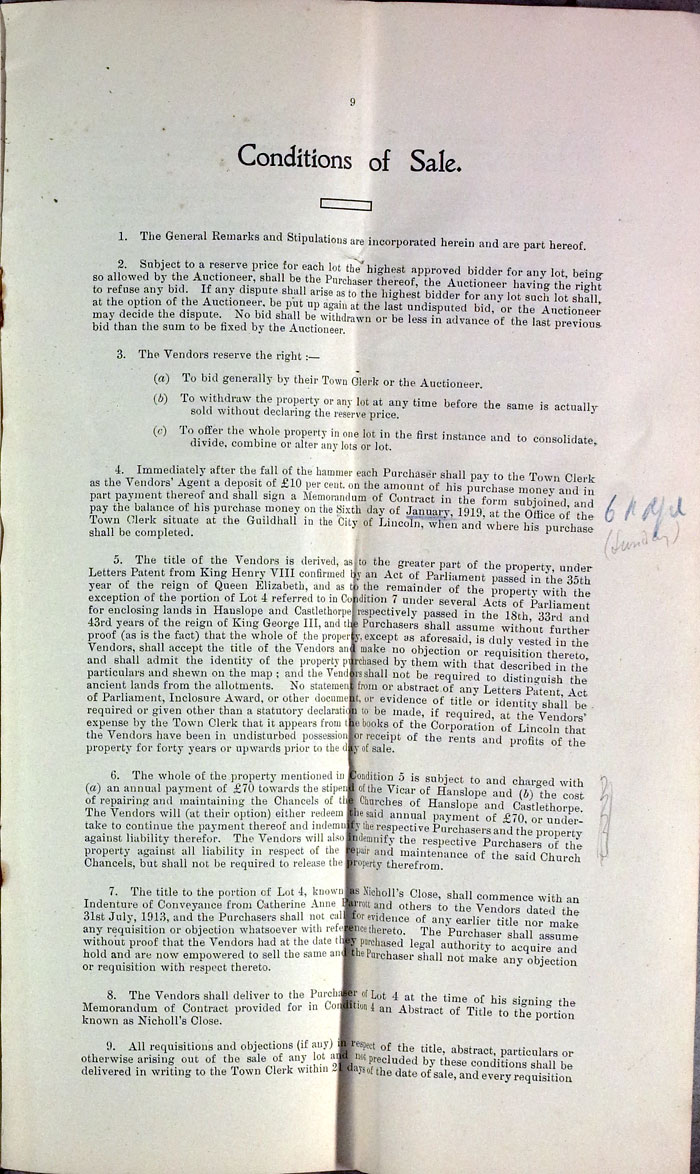 9
Conditions of Sale.
1. The General Remarks and Stipulations are incorporated herein and are part hereof.
2. Subject to a reserve price for each lot the highest approved bidder for any lot, being
so allowed by the Auctioneer, shall be the Purchaser thereof, the Auctioneer having the right
to refuse any bid. If any dispute shall arise as to the highest bidder for any lot such lot shall,
at the option of the Auctioneer, be put up again at the last undisputed bid, or the Auctioneer
may decide the dispute. No bid shall be withdrawn or be less in advance of the last previous
bid than the sum to be fixed by the Auctioneer.
3. The Vendors reserve the right :—
(a) To bid generally by their Town Clerk or the Auctioneer.
(b) To withdraw the property or any lot at any time before the same is actually
sold without declaring the reserve price.
(c) To offer the whole property in one lot in the first instance and to consolidate,
divide, combine or alter any lots or lot.
4. Immediately after the fall of the hammer each Purchaser shall pay to the Town Clerk
as the Vendors' Agent a deposit of £10 per cent. on the amount of his purchase money and in
part payment thereof and shall sign a Memorandum of Contract in the form subjoined, and
pay the balance of his purchase money on the Sixth day of January, 1919, at the Office of the
Town Clerk situate at the Guildhall in the City of Lincoln, when and where his purchase
shall be completed.
6
(Sunday)
5. The title of the Vendors is derived, as to the greater part of the property, under
Letters Patent from King Henry VIII confirmed by an Act of Parliament passed in the 35th
year of the reign of Queen Elizabeth, and as to the remainder of the property with the
exception of the portion of Lot 4 referred to in Condition 7 under several Acts of Parliament
for enclosing lands in Hanslope and Castlethorpe respectively passed in the 18th, 33rd and
43rd years of the reign of King George III, and the Purchasers shall assume without further
proof (as is the fact) that the whole of the property, except as aforesaid, is duly vested in the
Vendors, shall accept the title of the Vendors and make no objection or requisition thereto,
and shall admit the identity of the property purchased by them with that described in the
particulars and shewn on the map ; and the Vendors shall not be required to distinguish the
ancient lands from the allotments. No statement from or abstract of any Letters Patent, Act
of Parliament, Inclosure Award, or other document, or evidence of title or identity shall be
required or given other than a statutory declaration to be made, if required, at the Vendors'
expense by the Town Clerk that it appears from the books of the Corporation of Lincoln that
the Vendors have been in undisturbed possession or receipt of the rents and profits of the
property for forty years or upwards prior to the day of sale.
6. The whole of the property mentioned in Condition 5 is subject to and charged with
(a) an annual payment of £70 towards the stipend of the Vicar of Hanslope and (b) the cost
of repairing and maintaining the Chancels of the Churches of Hanslope and Castlethorpe.
The Vendors will (at their option) either redeem the said annual payment of £70, or under-
take to continue the payment thereof and indemnify the respective Purchasers and the property
against liability therefor. The Vendors will also indemnify the respective Purchasers of the
property against all liability in respect of the repair and maintenance of the said Church
Chancels, but shall not be required to release the property therefrom.
7. The title to the portion of Lot 4, known as Nicholl's Close, shall commence with an
Indenture of Conveyance from Catherine Anne Parrott and others to the Vendors dated the
31st July, 1913, and the Purchasers shall not call for evidence of any earlier title nor make
any requisition or objection whatsoever with reference thereto. The Purchaser shall assume
without proof that the Vendors had at the date they purchased legal authority to acquire and
hold and are now empowered to sell the same and the Purchaser shall not make any objection
or requisition with respect thereto.
8. The Vendors shall deliver to the Purchaser of Lot 4 at the time of his signing the
Memorandum of Contract provided for in Condition 4 an Abstract of Title to the portion
known as Nicholl's Close.
9. All requisitions and objections (if any) in respect of the title, abstract, particulars or
otherwise arising out of the sale of any lot and not precluded by these conditions shall be
delivered in writing to the Town Clerk within 21 days of the date of sale, and every requisition